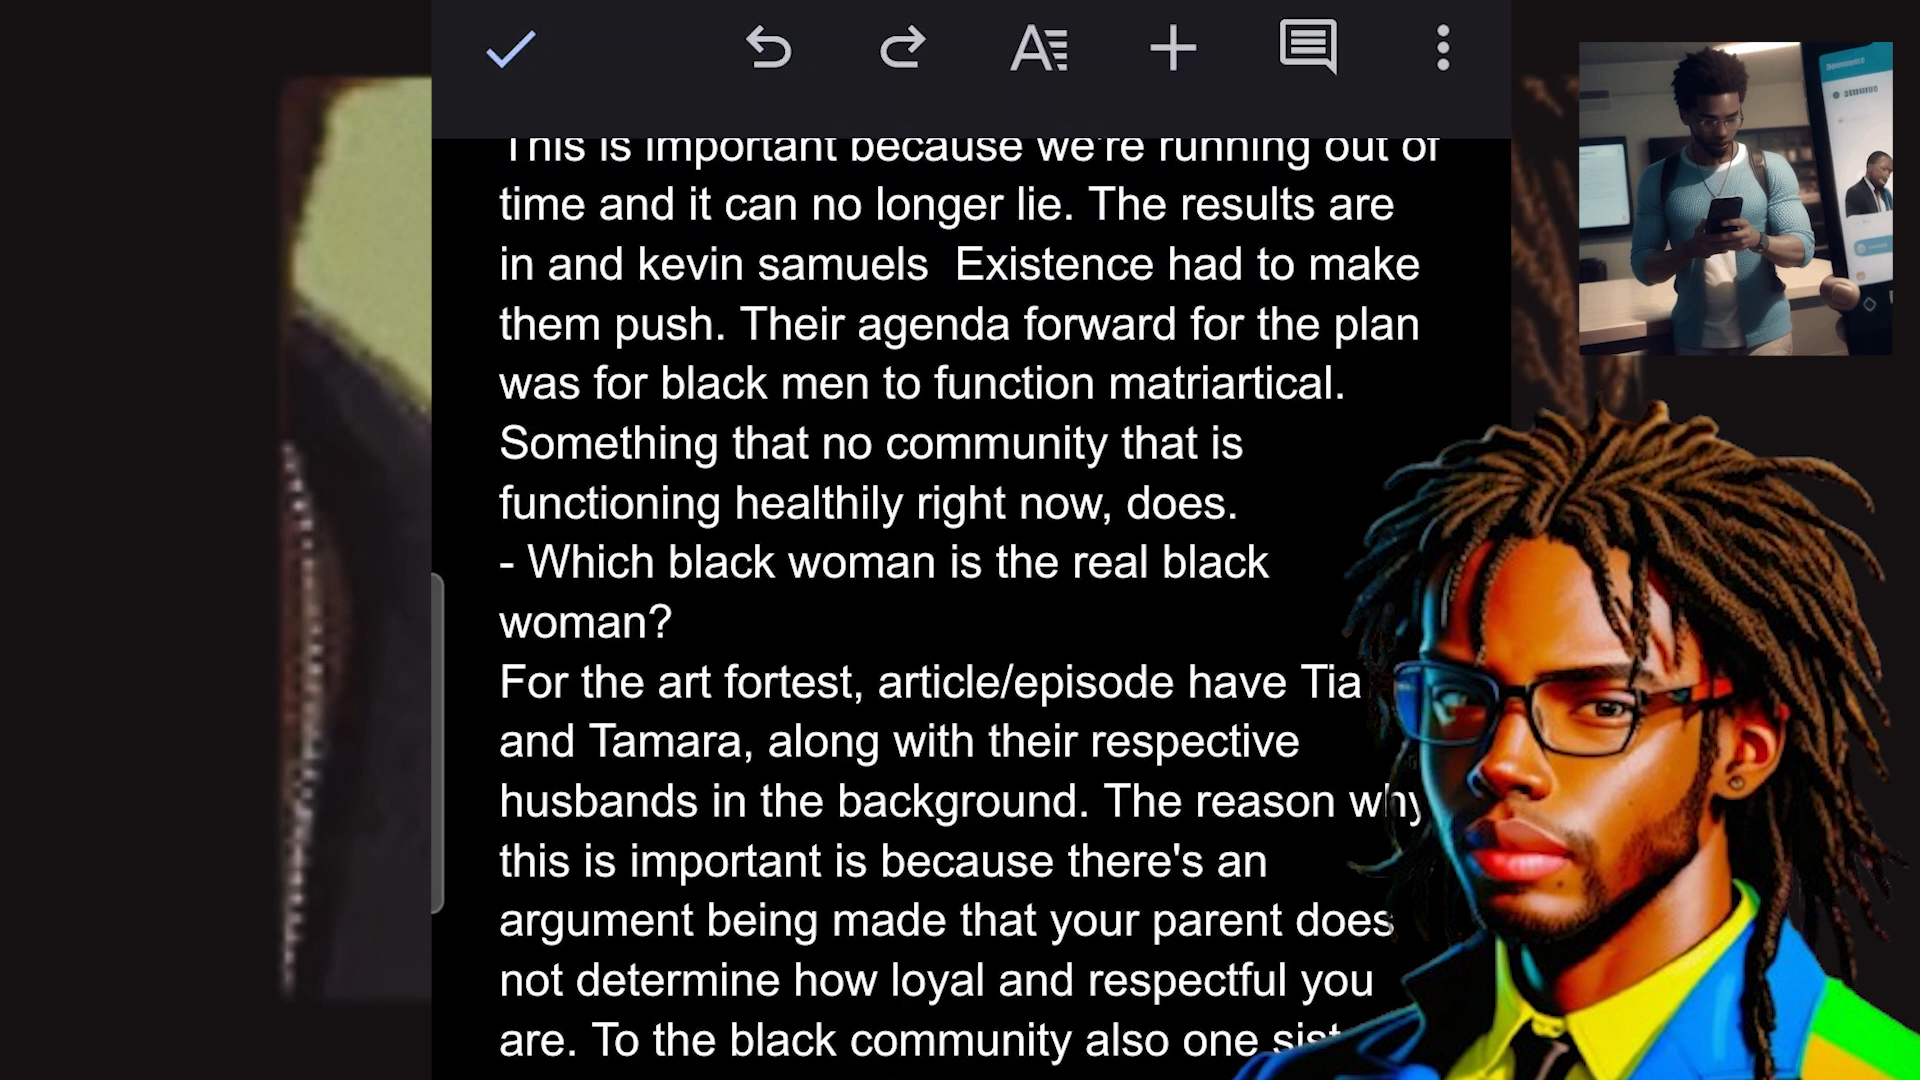 This is important because we're running out of
time and it can no longer lie. The results are
in and kevin samuels  Existence had to make
them push. Their agenda forward for the plan
was for black men to function matriartical.
Something that no community that is
functioning healthily right now, does.
- Which black woman is the real black
woman?
For the art fortest, article/episode have Tia
and Tamara, along with their respective
husbands in the background. The reason why
this is important is because there's an
argument being made that your parent does
not determine how loyal and respectful you
are. To the black community also one